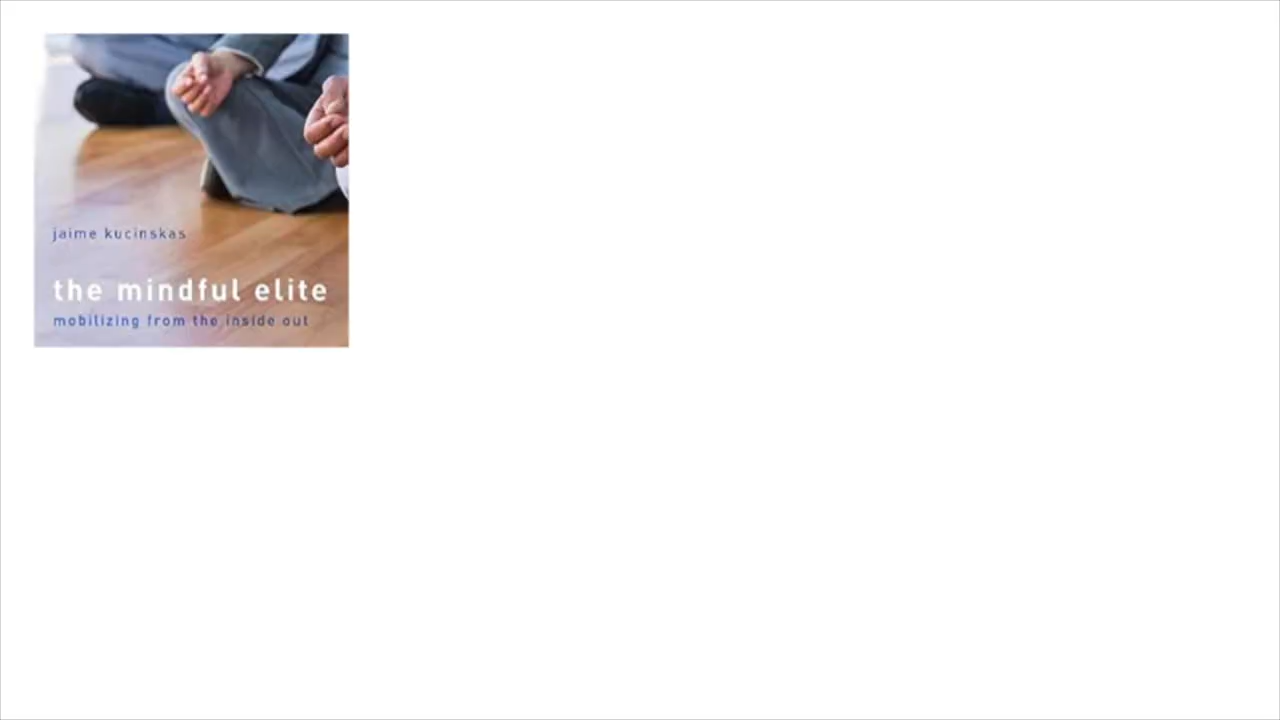 jaime kucinskas
the mindful elite
mobilizing from the inside out